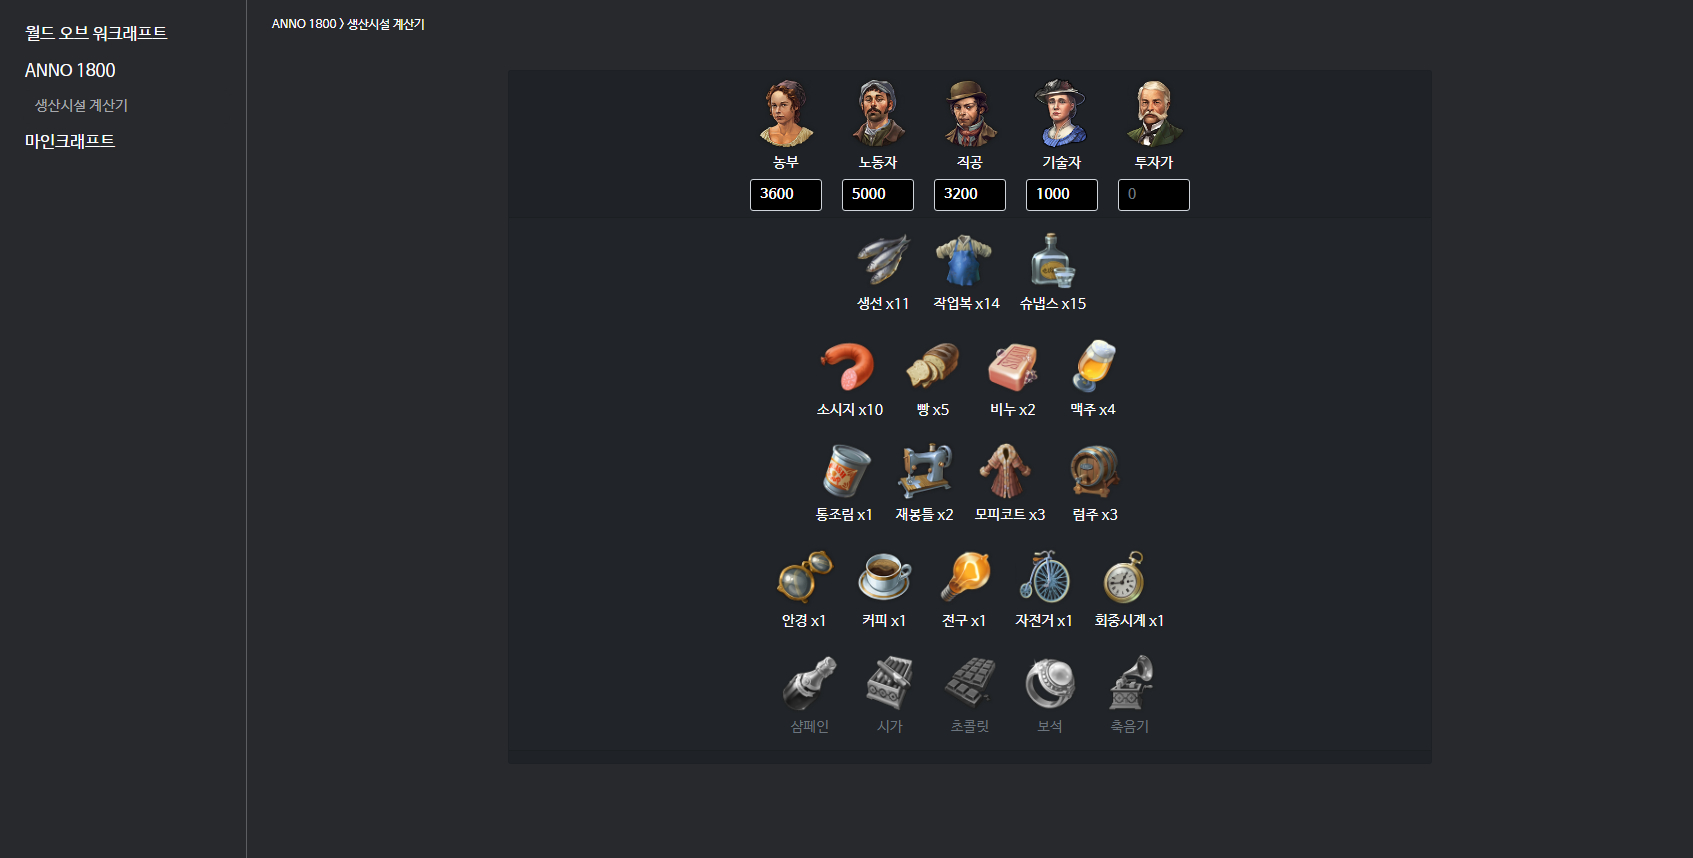 월드 오브 워크래프트
ANNO 1800
생산시설 계산기
마인크래프트
ANNO 1800 > 생산시설 계산기
농부 노동자 직공 기술자 투자가
3600 5000 3200 1000 0
생선 x11 작업복 x14 슈냅스 x15
소시지 x10 빵 x5 비누 x2 맥주 x4
통조림 x1 재봉틀 x2 모피코트 x3 럼주 x3
안경 x1 커피 x1 전구 x1 자전거 x1 회중시계 x1
샴페인 시가 초콜릿 보석 축음기